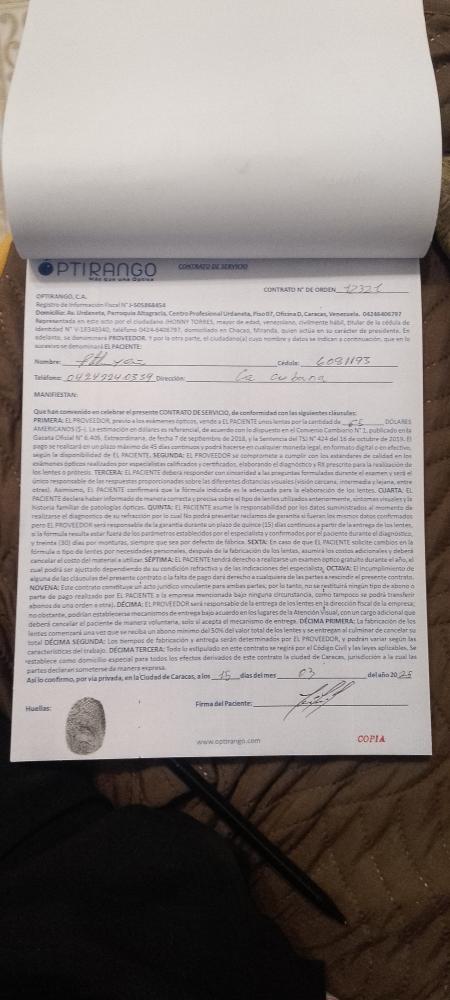 OPTIRANGO
Más que una Óptica
CONTRATO DE SERVICIO
CONTRATO N° DE ORDEN 12321
OPTIRANGO, C.A.
Registro de Información Fiscal N° J-505868454
Domicilio: Av. Urdaneta, Parroquia Altagracia, Centro Profesional Urdaneta, Piso 07, Oficina D, Caracas, Venezuela. 04246406797
Representada en este acto por el ciudadano JHONNY TORRES, mayor de edad, venezolano, civilmente hábil, titular de la cédula de
identidad N° V-18348340, teléfono 0424-6406797, domiciliado en Chacao, Miranda, quien actúa en su carácter de presidente. En
adelante, se denominará PROVEEDOR. Y por la otra parte, el ciudadano(a) cuyo nombre y datos se indican a continuación, que en lo
sucesivo se denominará EL PACIENTE:
Nombre: Cédula: 6081193
Teléfono: 04249240359 Dirección: La cubana
MANIFIESTAN:
Que han convenido en celebrar el presente CONTRATO DE SERVICIO, de conformidad con las siguientes cláusulas:
PRIMERA: EL PROVEEDOR, previo a los exámenes ópticos, vende a EL PACIENTE unos lentes por la cantidad de 65 DÓLARES
AMERICANOS ($-). La estimación en dólares es referencial, de acuerdo con lo dispuesto en el Convenio Cambiario N° 1, publicado en la
Gaceta Oficial N° 6.405, Extraordinaria, de fecha 7 de septiembre de 2018, y la Sentencia del TSJ N° 424 del 16 de octubre de 2019. El
pago se realizará en un plazo máximo de 45 días continuos y podrá hacerse en cualquier moneda legal, en formato digital o en efectivo,
según la disponibilidad de EL PACIENTE. SEGUNDA: EL PROVEEDOR se compromete a cumplir con los estándares de calidad en los
exámenes ópticos realizados por especialistas calificados y certificados, elaborando el diagnóstico y RX prescrito para la realización de
los lentes o prótesis. TERCERA: EL PACIENTE deberá responder con sinceridad a las preguntas formuladas durante el examen y será el
único responsable de las respuestas proporcionadas sobre las diferentes distancias visuales (visión cercana, intermedia y lejana, entre
otros). Asimismo, EL PACIENTE confirmará que la fórmula indicada es la adecuada para la elaboración de los lentes. CUARTA: EL
PACIENTE declara haber informado de manera correcta y precisa sobre el tipo de lentes utilizados anteriormente, síntomas visuales y la
historia familiar de patologías ópticas. QUINTA: EL PACIENTE asume la responsabilidad por los datos suministrados al momento de
realizarse el diagnóstico de su refracción por lo cual No podrá presentar reclamos de garantía si fueran los mismos datos confirmados
pero EL PROVEEDOR será responsable de la garantía durante un plazo de quince (15) días continuos a partir de la entrega de los lentes,
si la fórmula resulta estar fuera de los parámetros establecidos por el especialista y confirmados por el paciente durante el diagnóstico,
y treinta (30) días por monturas, siempre que sea por defecto de fábrica. SEXTA: En caso de que EL PACIENTE solicite cambios en la
fórmula o tipo de lentes por necesidades personales, después de la fabricación de los lentes, asumirá los costos adicionales y deberá
cancelar el costo del material a utilizar. SÉPTIMA: EL PACIENTE tendrá derecho a realizarse un examen óptico gratuito durante el año, el
cual podrá ser ajustado dependiendo de su condición refractiva y de las indicaciones del especialista. OCTAVA: El incumplimiento de
alguna de las cláusulas del presente contrato o la falta de pago dará derecho a cualquiera de las partes a rescindir el presente contrato.
NOVENA: Este contrato constituye un acto jurídico vinculante para ambas partes, por lo tanto, no se restituirá ningún tipo de abono o
parte de pago realizado por EL PACIENTE a la empresa mencionada bajo ninguna circunstancia, como tampoco se podrá transferir
abonos de una orden a otra). DÉCIMA: EL PROVEEDOR será responsable de la entrega de los lentes en la dirección fiscal de la empresa;
no obstante, podrían establecerse mecanismos de entrega bajo acuerdo en los lugares de la Atención Visual, con un cargo adicional que
deberá cancelar el paciente de manera voluntaria, solo si acepta el mecanismo de entrega. DÉCIMA PRIMERA: La fabricación de los
lentes comenzará una vez que se reciba un abono mínimo del 50% del valor total de los lentes y se entregan al culminar de cancelar su
total DÉCIMA SEGUNDA: Los tiempos de fabricación y entrega serán determinados por EL PROVEEDOR, y podrán variar según las
características del trabajo. DÉCIMA TERCERA: Todo lo estipulado en este contrato se regirá por el Código Civil y las leyes aplicables. Se
establece como domicilio especial para todos los efectos derivados de este contrato la ciudad de Caracas, jurisdicción a la cual las
partes declaran someterse de manera expresa.
Así lo confirmo, por vía privada, en la Ciudad de Caracas, a los 15 días del mes 03 del año 2025
Huellas: Firma del Paciente:
www.optirango.com
COPIA